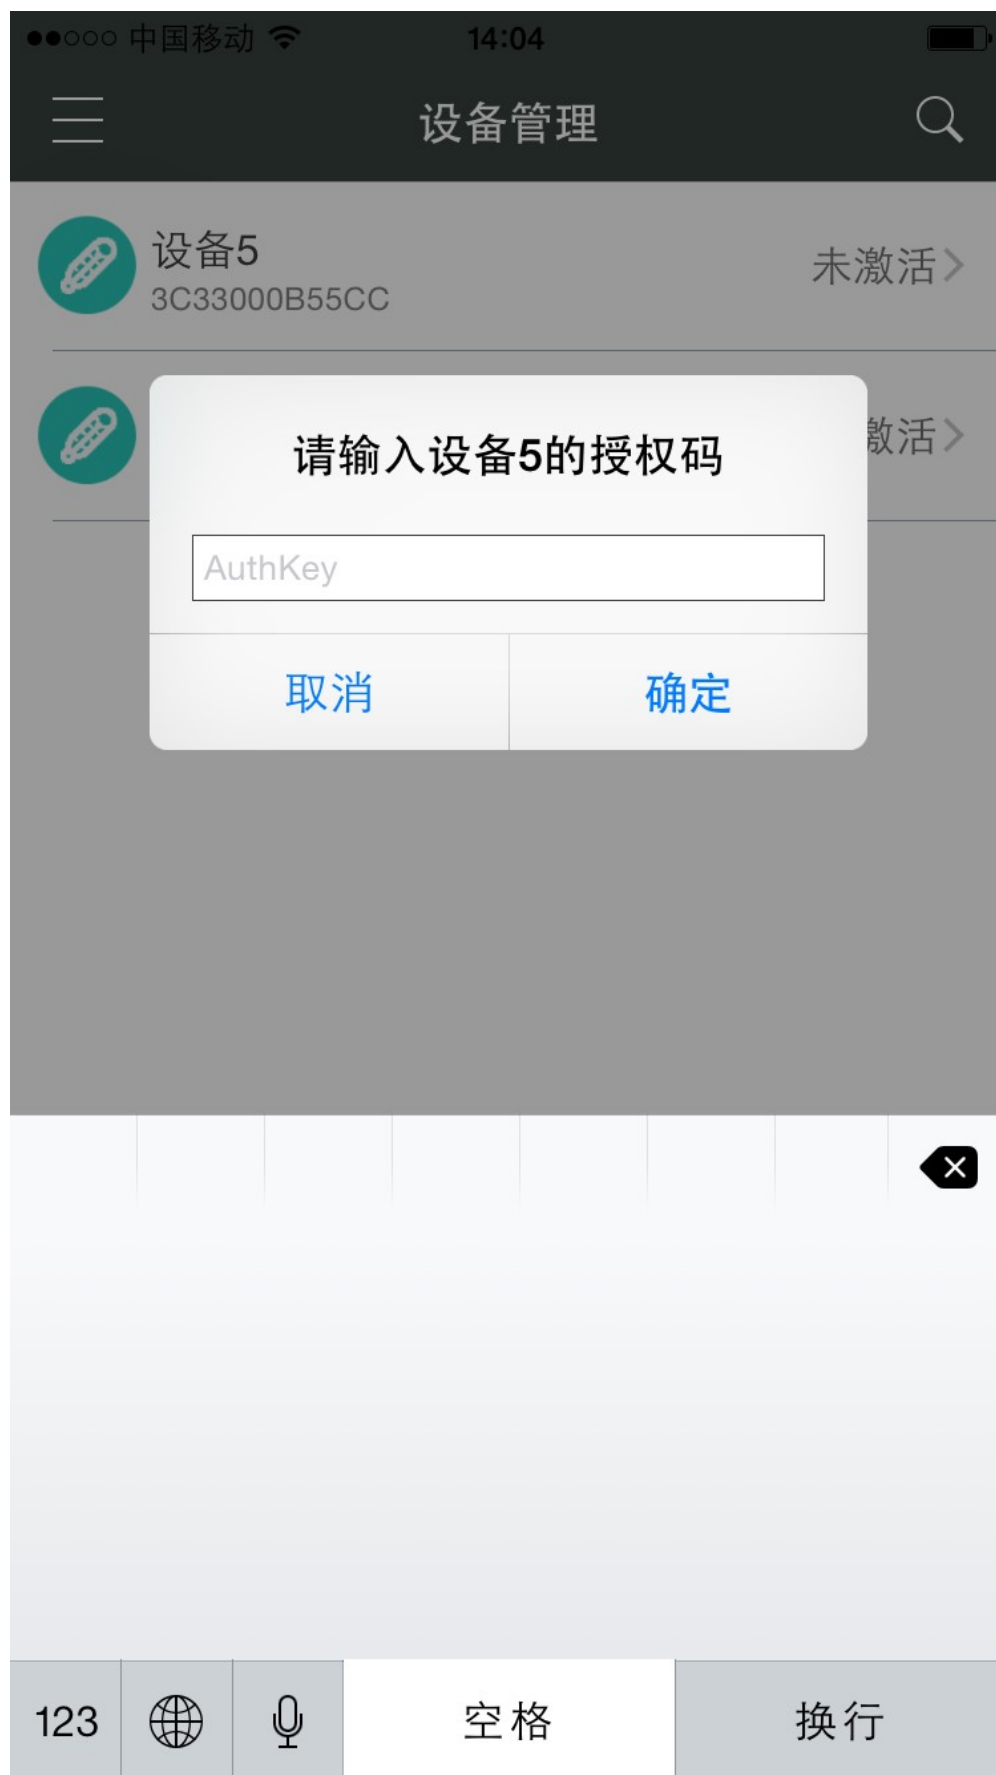 中国移动 14:04
设备管理
设备5
3C33000B55CC
未激活
激活
请输入设备5的授权码
AuthKey
取消 确定
123 空格 换行